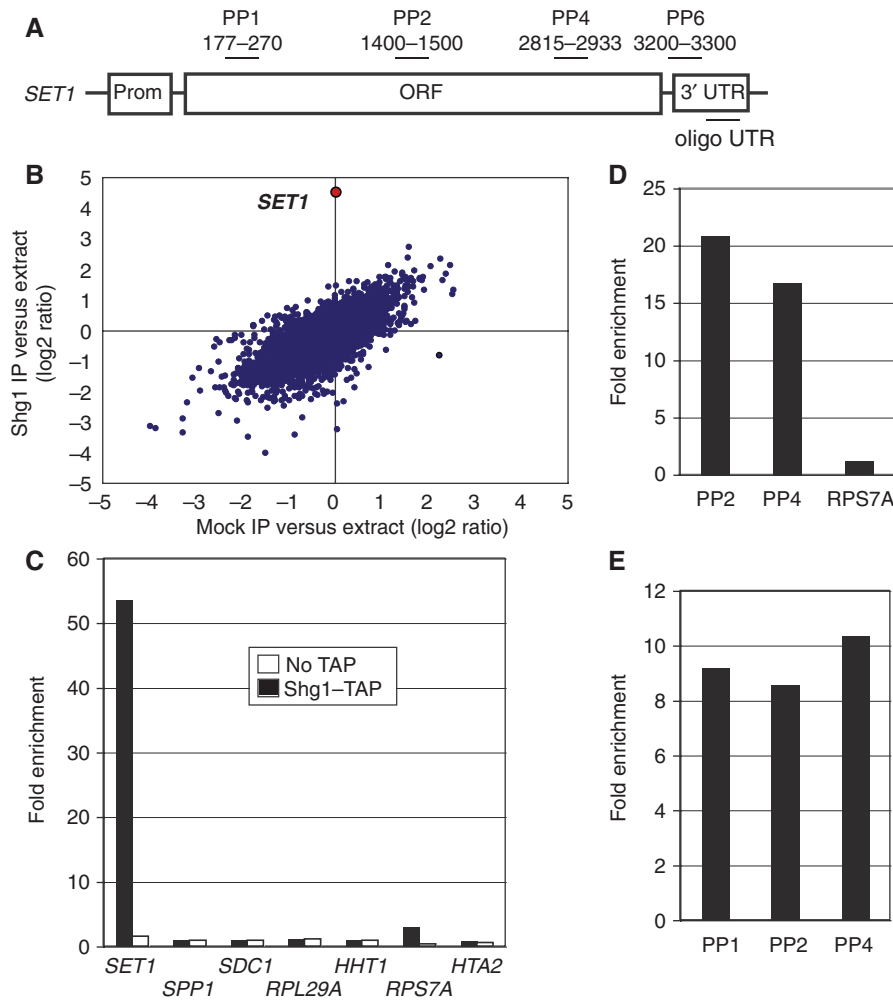 A
PP1 PP2 PP4 PP6
177–270 1400–1500 2815–2933 3200–3300
SET1 Prom ORF 3′ UTR
oligo UTR
B
5
4
3
2
1
0
–1
–2
–3
–4
–5
–5 –4 –3 –2 –1 0 1 2 3 4 5
SET1
Shg1 IP versus extract
(log2 ratio)
Mock IP versus extract (log2 ratio)
D
25
20
15
10
5
0
Fold enrichment
PP2 PP4 RPS7A
C
60
50
40
30
20
10
0
Fold enrichment
No TAP
Shg1–TAP
SET1 SDC1 HHT1 HTA2
SPP1 RPL29A RPS7A
E
12
10
8
6
4
2
0
Fold enrichment
PP1 PP2 PP4